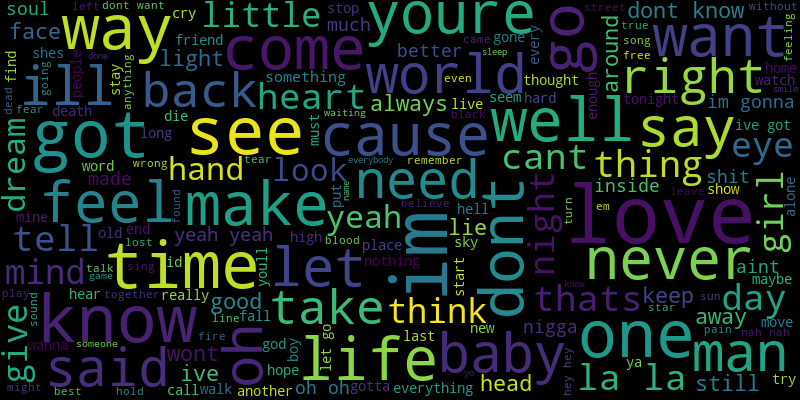 soul
left
dont want
cry
little
stop
much
youre
gone
every
came
go
street
dont know
true
without
face
way
shes
friend
come
better
sleep
around
want
song
feeling
find
going
people
done
stay
anything
light
something
world
even
thought
free
right
home
ill
back
heart
always
live
seem
hard
enough
tonight
im gonna
watch
smile
dead
fear
death
die
got
long
see
must
waiting
cause
black
well
say
ive got
eye
dream
word
wrong
tear
everybody
remember
cant
thing
shit
made
hand
look
need
inside
show
alone
mine
feel
found
make
put
name
believe
hell
dont
night
turn
em
love
leave
girl
old
end
yeah
im
lie
tell
lost
yeah yeah
high
blood
place
sky
never
talk
sing
id
youll
let
nothing
start
aint
mind
game
time
maybe
play
hear
together
really
take
think
thats
knew
keep
sun
day
give
sound
know
good
line
fall
new
star
away
move
wanna
someone
fire
oh
god
boy
let go
last
nigga
one
pain
nah nah
man
said
wont
life
baby
yo
hey hey
ya
might
best
hold
ive
call
walk
hope
another
oh oh
gotta
everything
head
la la
still
try